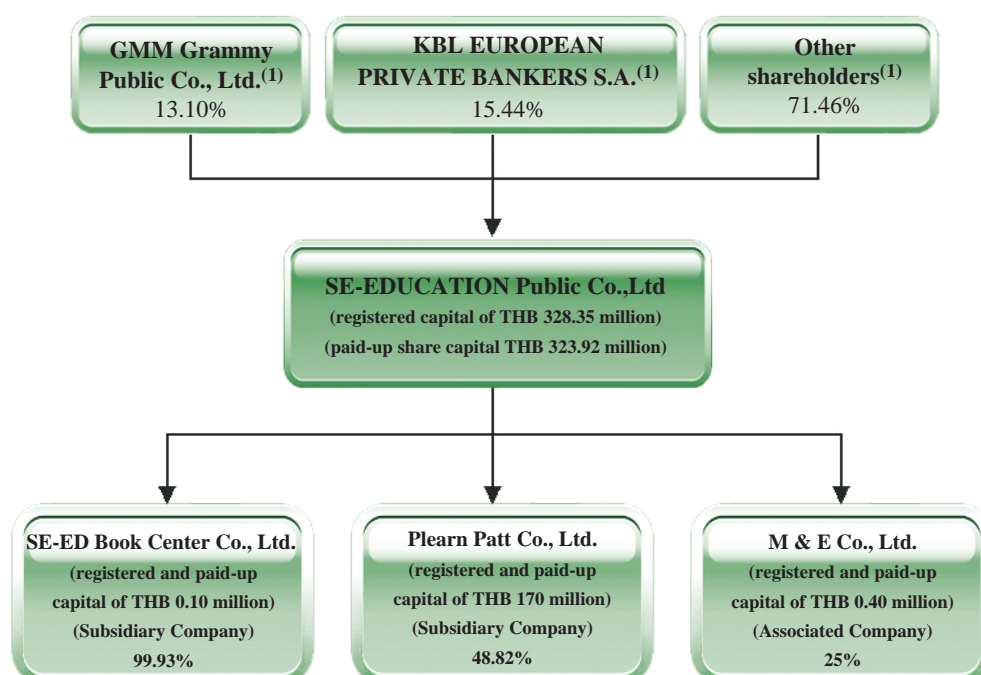 GMM Grammy
Public Co., Ltd.(1)
13.10%
KBL EUROPEAN
PRIVATE BANKERS S.A.(1)
15.44%
Other
shareholders(1)
71.46%
SE-EDUCATION Public Co.,Ltd
(registered capital of THB 328.35 million)
(paid-up share capital THB 323.92 million)
SE-ED Book Center Co., Ltd.
(registered and paid-up
capital of THB 0.10 million)
(Subsidiary Company)
99.93%
Plearn Patt Co., Ltd.
(registered and paid-up
capital of THB 170 million)
(Subsidiary Company)
48.82%
M & E Co., Ltd.
(registered and paid-up
capital of THB 0.40 million)
(Associated Company)
25%